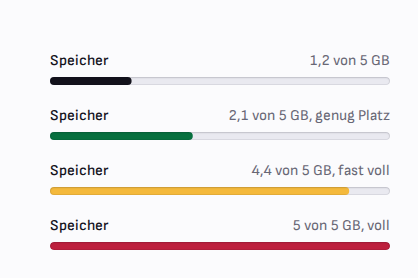 Speicher 1,2 von 5 GB
Speicher 2,1 von 5 GB, genug Platz
Speicher 4,4 von 5 GB, fast voll
Speicher 5 von 5 GB, voll